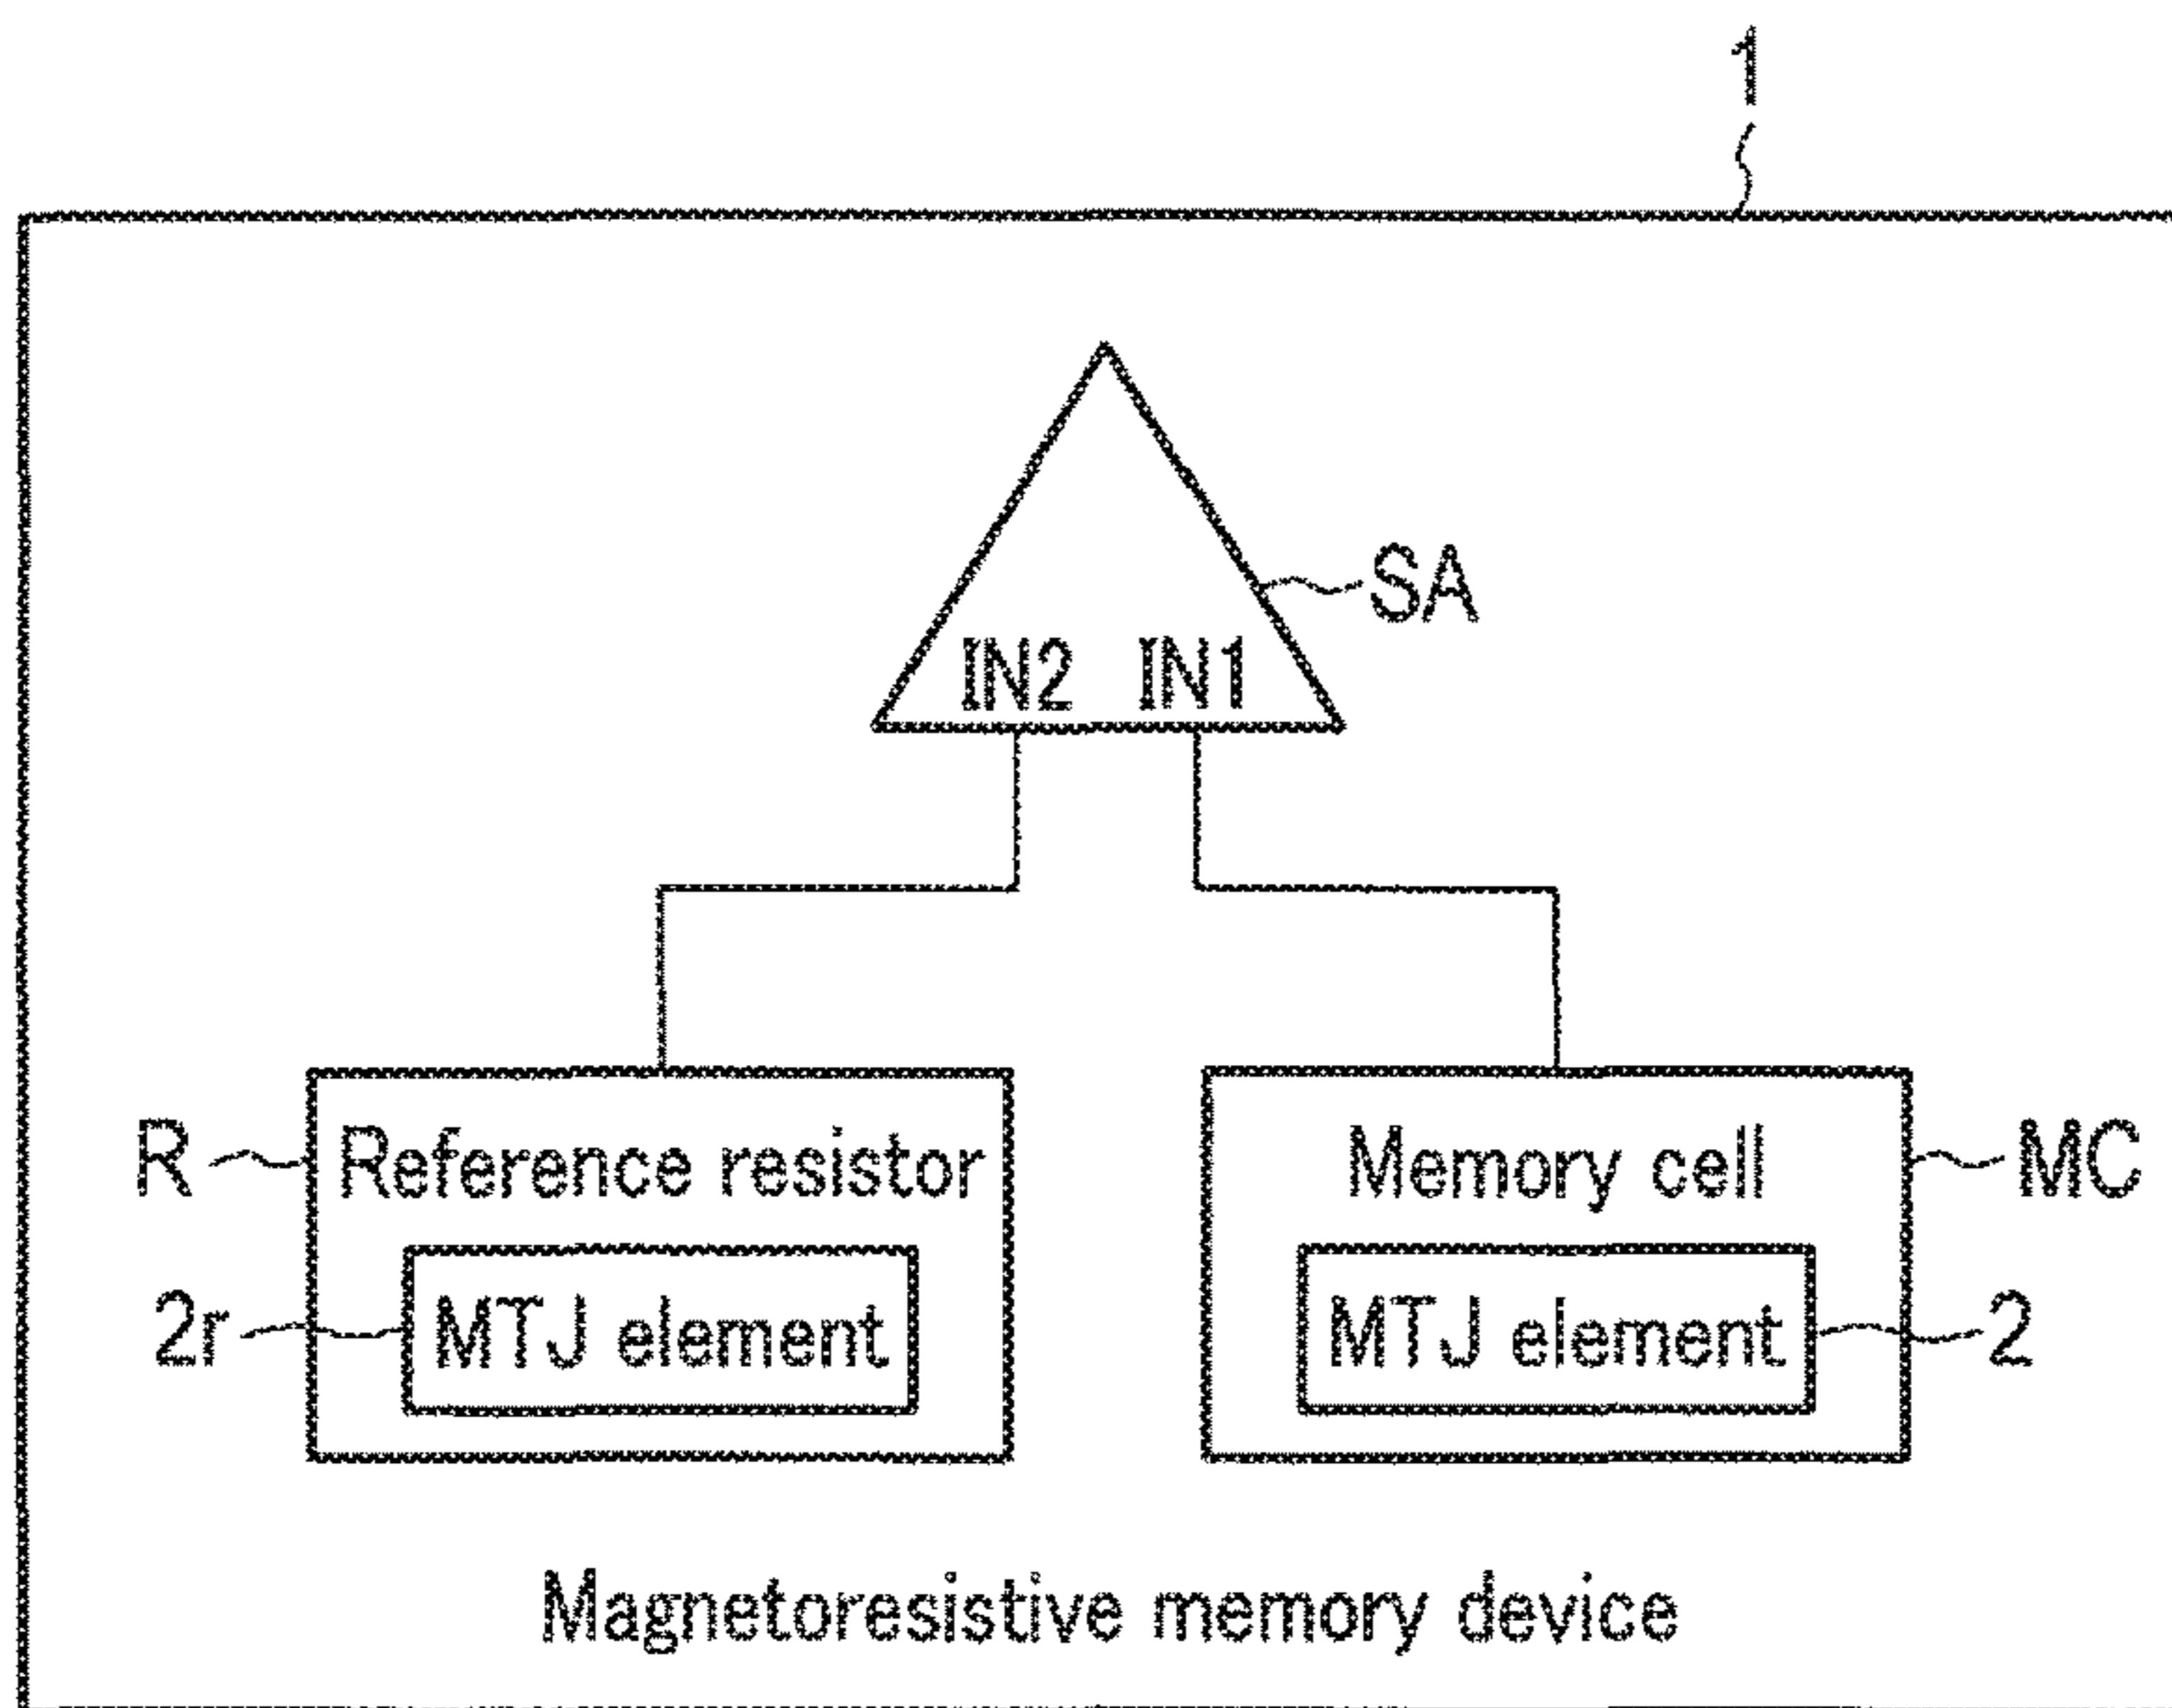 1
SA
IN2 IN1
R Reference resistor Memory cell MC
2r MTJ element MTJ element 2
Magnetoresistive memory device